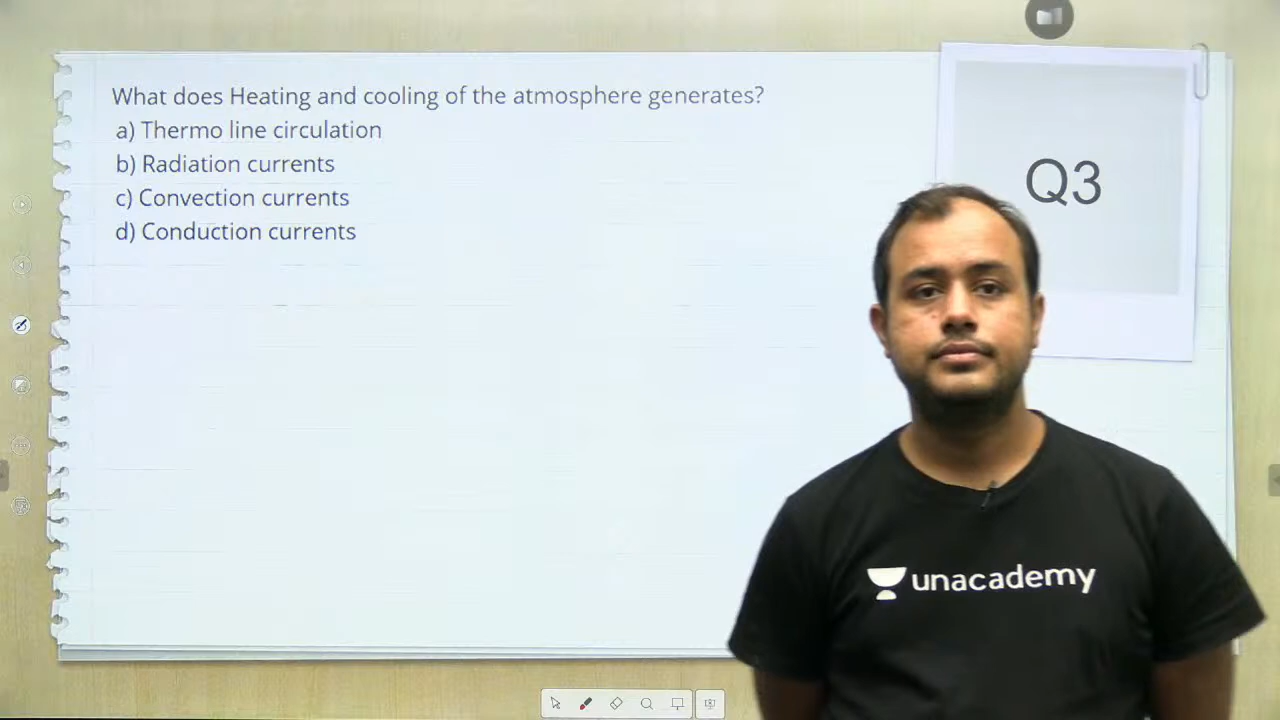 What does Heating and cooling of the atmosphere generates?
a) Thermo line circulation
b) Radiation currents
c) Convection currents
d) Conduction currents
Q3
unacademy